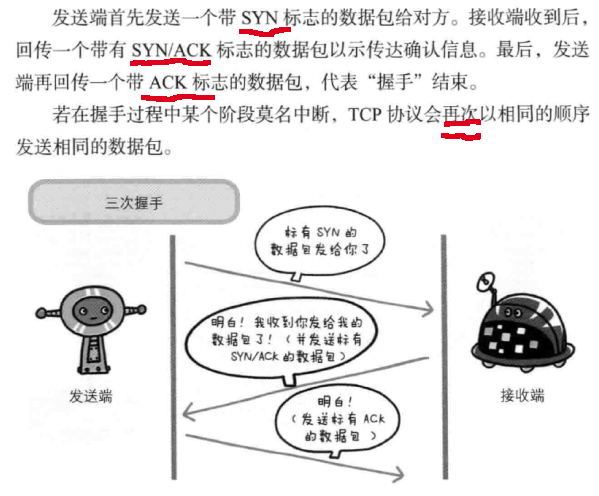 发送端首先发送一个带 SYN 标志的数据包给对方。接收端收到后，
回传一个带有 SYN/ACK 标志的数据包以示传达确认信息。最后，发送
端再回传一个带 ACK 标志的数据包，代表“握手”结束。
若在握手过程中某个阶段莫名中断，TCP 协议会再次以相同的顺序
发送相同的数据包。
三次握手
标有 SYN 的
数据包发给你了
明白！我收到你发给我的
数据包了！（并发送标有
SYN/ACK 的数据包）
发送端
接收端
明白！
（发送标有 ACK
的数据包）